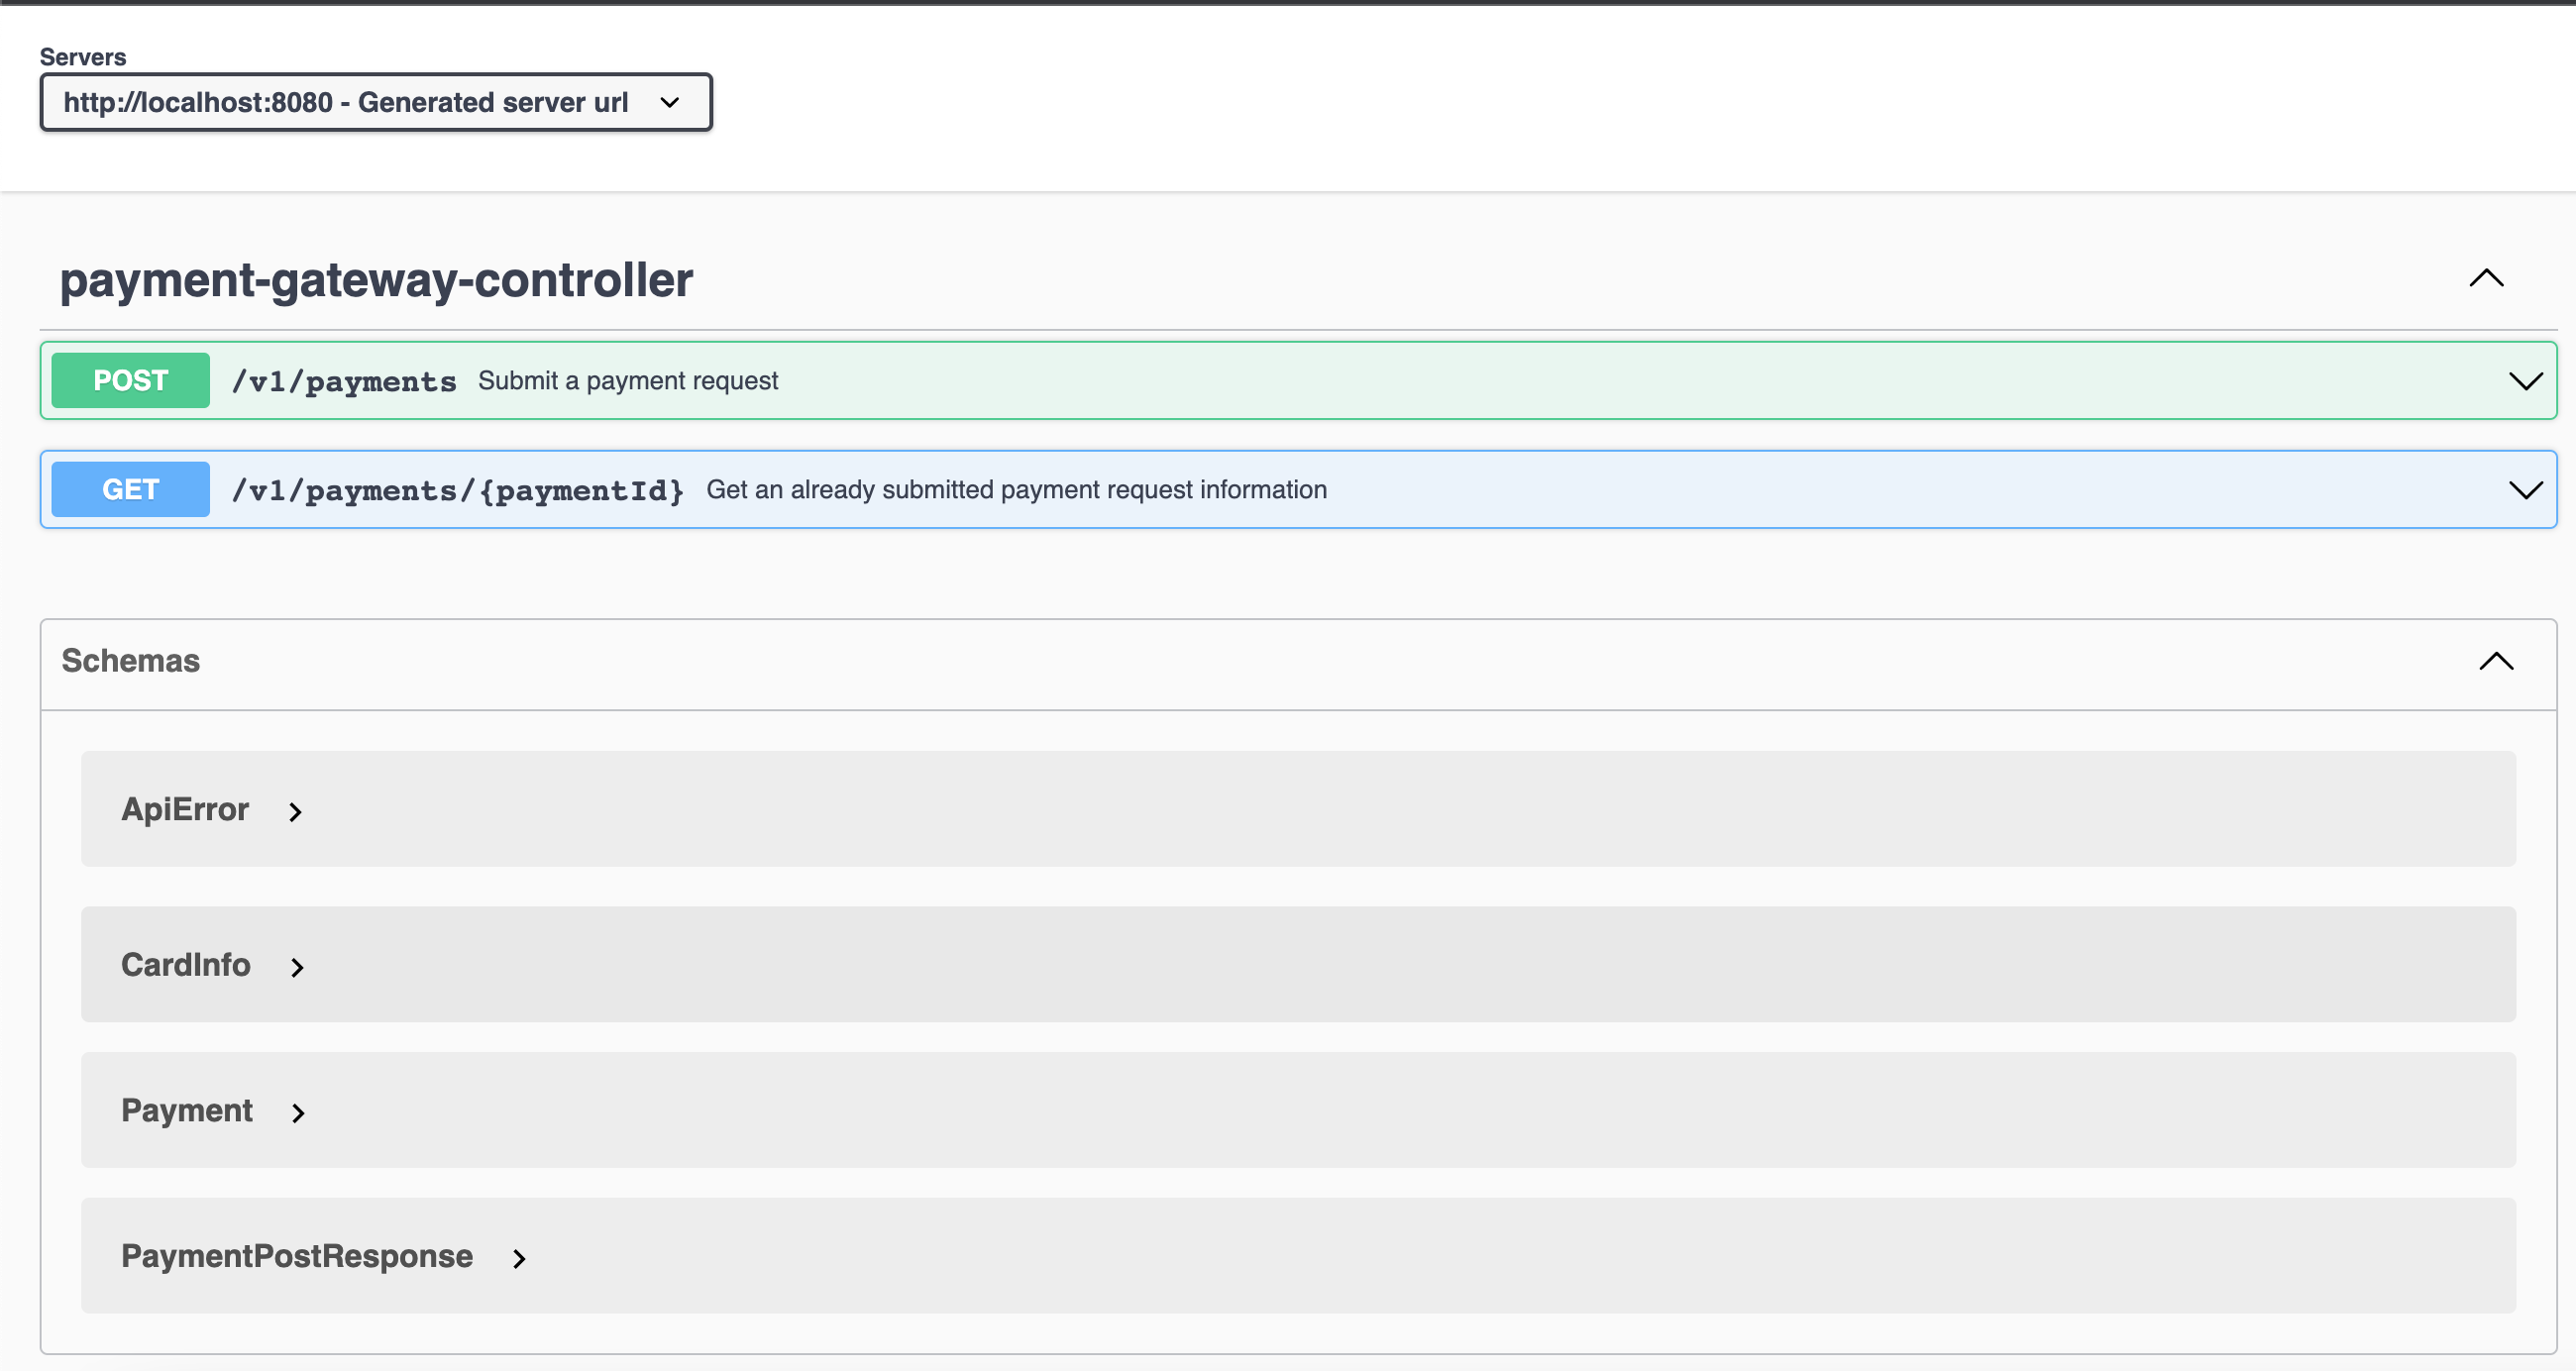 Servers
http://localhost:8080 - Generated server url
payment-gateway-controller
POST /v1/payments Submit a payment request
GET /v1/payments/{paymentId} Get an already submitted payment request information
Schemas
ApiError
CardInfo
Payment
PaymentPostResponse